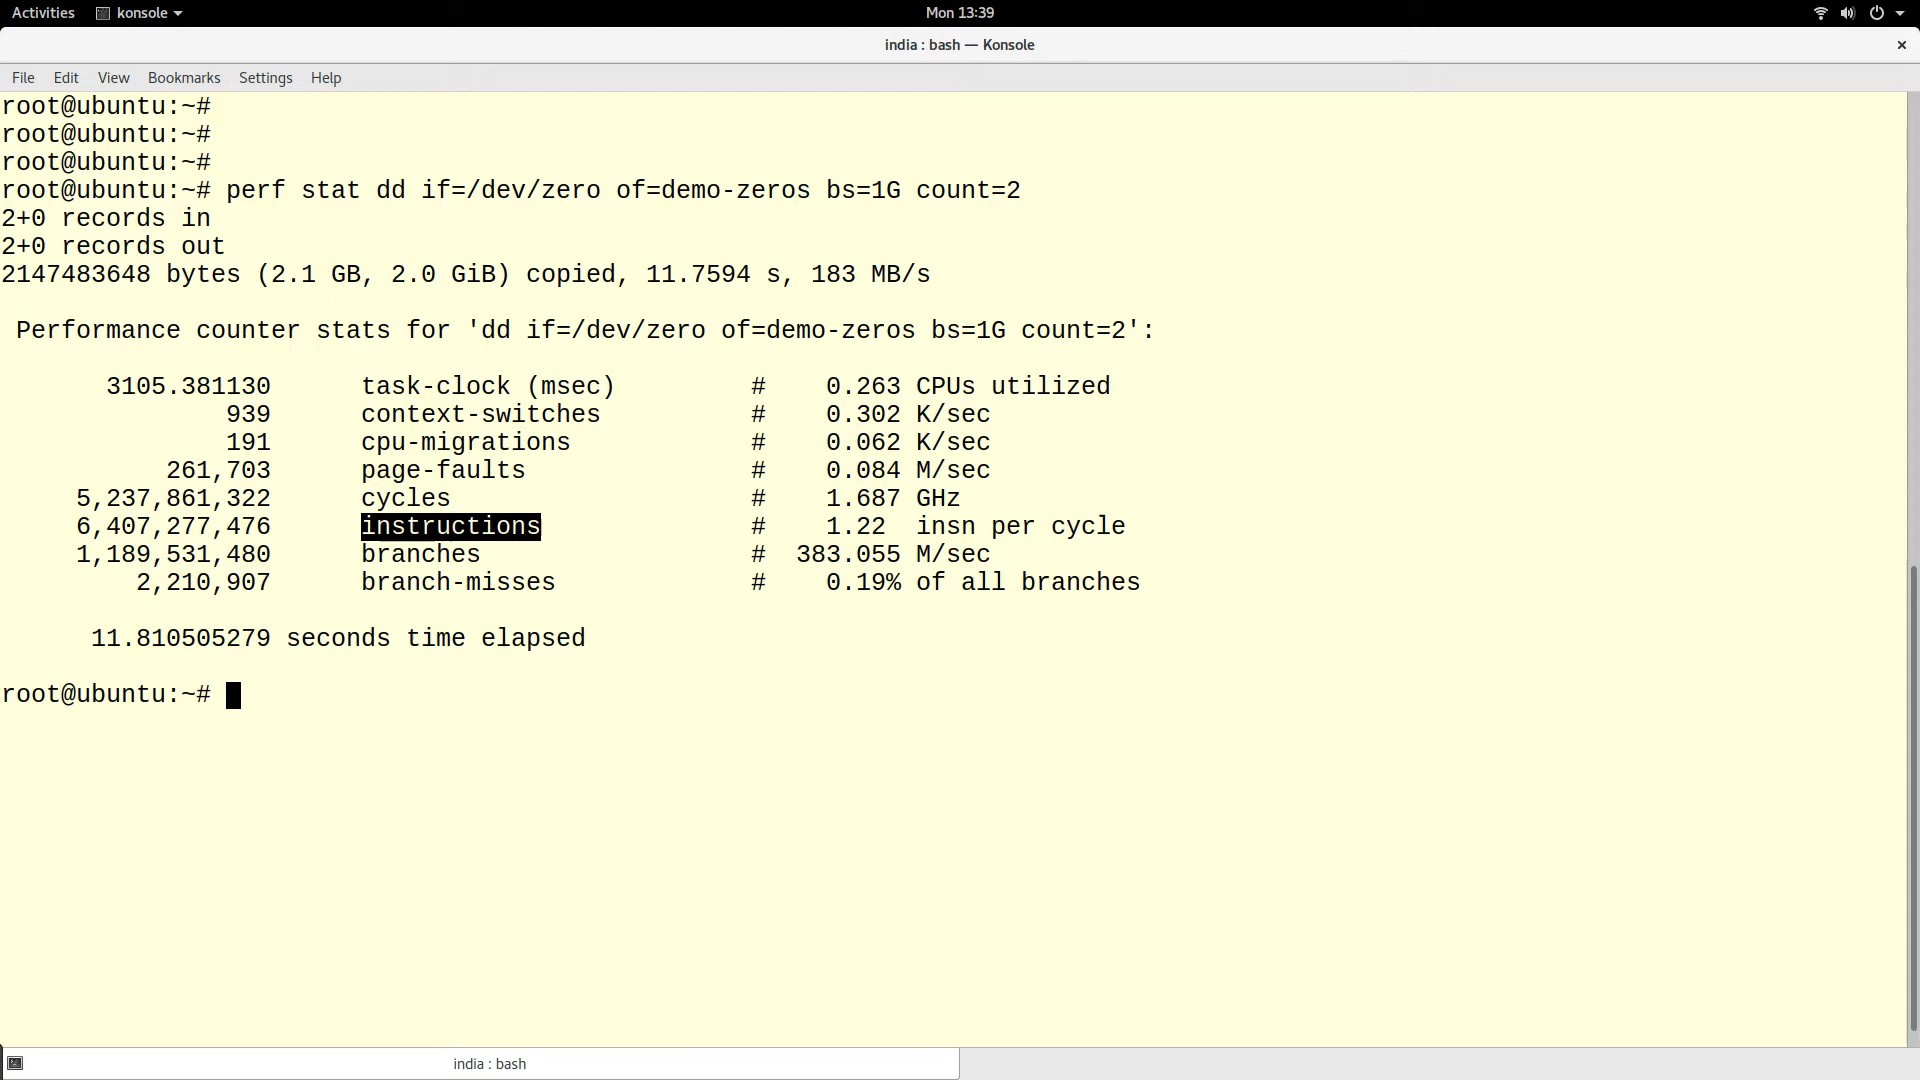 Activities konsole Mon 13:39
india : bash — Konsole
File Edit View Bookmarks Settings Help
root@ubuntu:~#
root@ubuntu:~#
root@ubuntu:~#
root@ubuntu:~# perf stat dd if=/dev/zero of=demo-zeros bs=1G count=2
2+0 records in
2+0 records out
2147483648 bytes (2.1 GB, 2.0 GiB) copied, 11.7594 s, 183 MB/s
Performance counter stats for 'dd if=/dev/zero of=demo-zeros bs=1G count=2':
3105.381130 task-clock (msec) # 0.263 CPUs utilized
939 context-switches # 0.302 K/sec
191 cpu-migrations # 0.062 K/sec
261,703 page-faults # 0.084 M/sec
5,237,861,322 cycles # 1.687 GHz
6,407,277,476 instructions # 1.22 insn per cycle
1,189,531,480 branches # 383.055 M/sec
2,210,907 branch-misses # 0.19% of all branches
11.810505279 seconds time elapsed
root@ubuntu:~#
india : bash